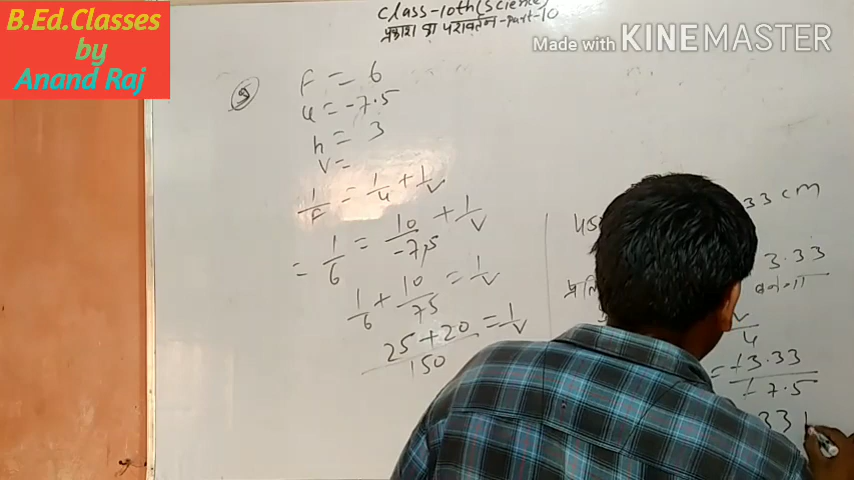 B.Ed.Classes
by
Anand Raj
Class-10th(Science)
प्रकाश का परावर्तन-Part-10
Made with KINEMASTER
9
F = 6
u = -7.5
h = 3
v =
1/F = 1/u + 1/v
= 1/6 = 10/-75 + 1/v
1/6 + 10/75 = 1/v
25+20/150 = 1/v
33 cm
3.33
v/u
= +3.33/-7.5
331